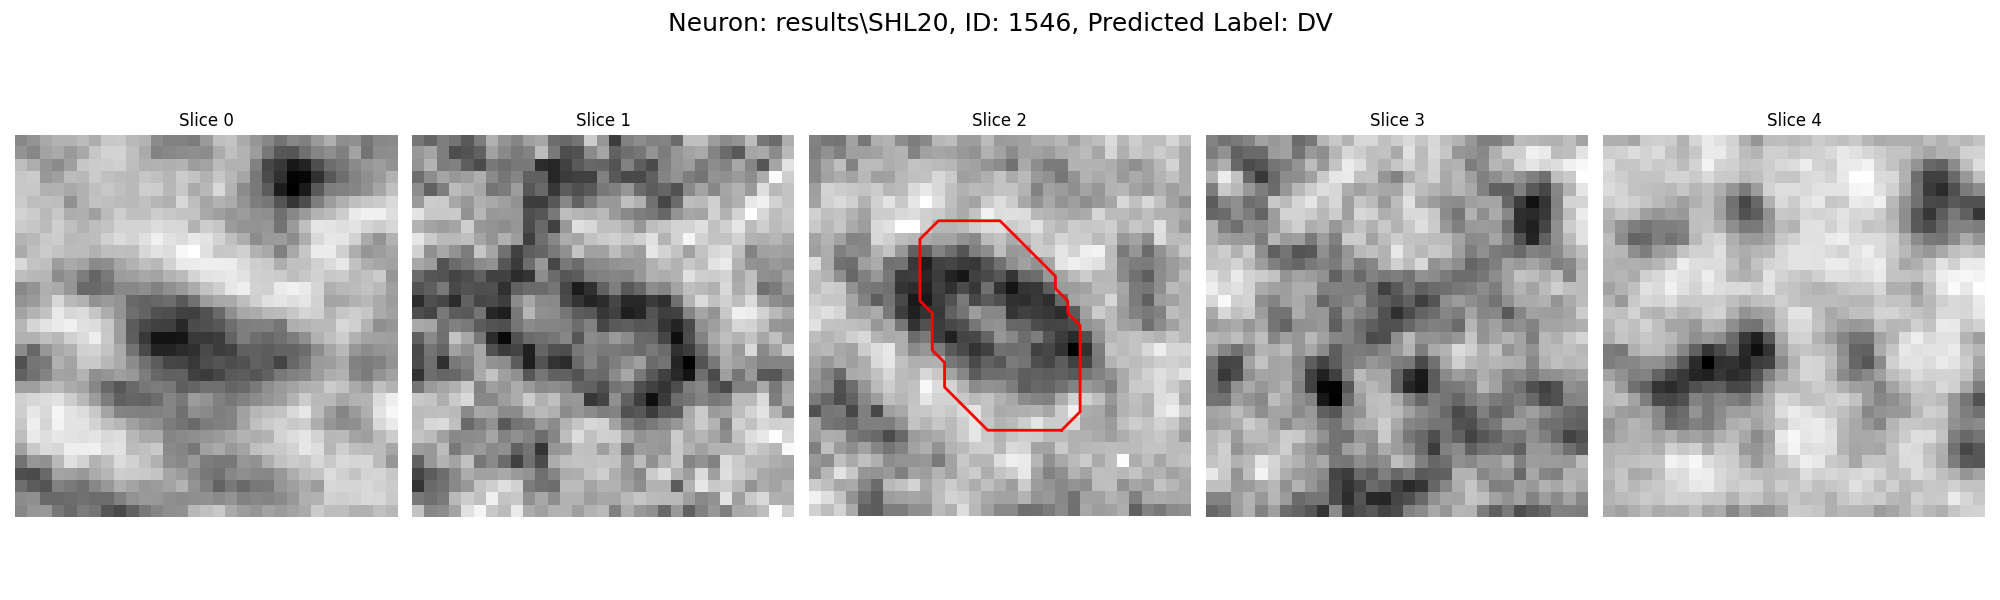 Neuron: results\SHL20, ID: 1546, Predicted Label: DV
Slice 0
Slice 1
Slice 2
Slice 3
Slice 4